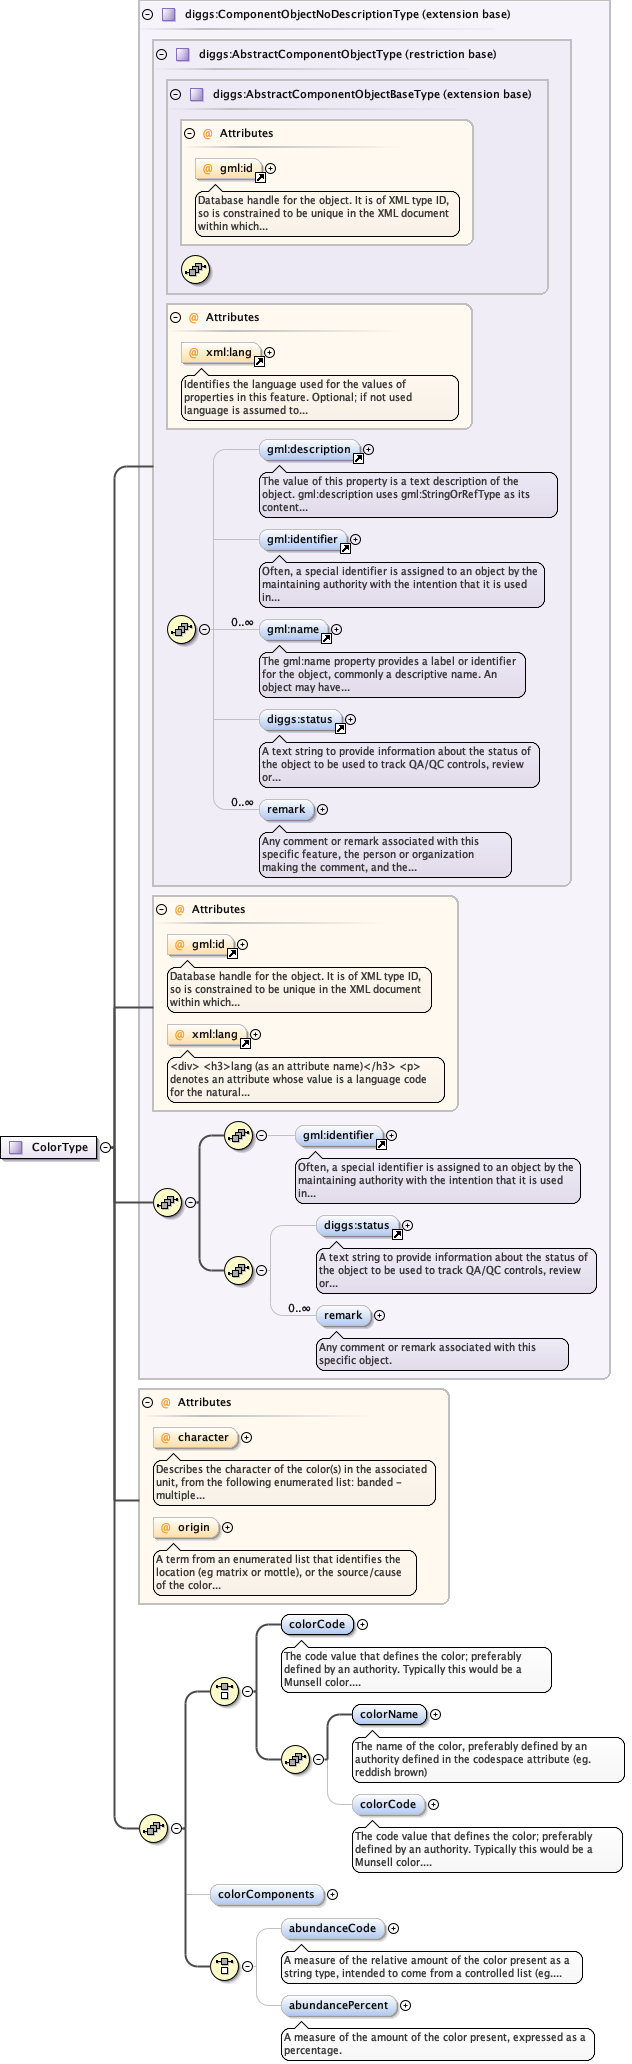 diggs:ComponentObjectNoDescriptionType (extension base)
diggs:AbstractComponentObjectType (restriction base)
diggs:AbstractComponentObjectBaseType (extension base)
@ Attributes
@ gml:id
Database handle for the object. It is of XML type ID,
so is constrained to be unique in the XML document
within which...
@ Attributes
@ xml:lang
Identifies the language used for the values of
properties in this feature. Optional; if not used
language is assumed to...
gml:description
The value of this property is a text description of the
object. gml:description uses gml:StringOrRefType as its
content...
gml:identifier
Often, a special identifier is assigned to an object by the
maintaining authority with the intention that it is used
in...
0..∞
gml:name
The gml:name property provides a label or identifier
for the object, commonly a descriptive name. An
object may have...
diggs:status
A text string to provide information about the status of
the object to be used to track QA/QC controls, review
or...
0..∞
remark
Any comment or remark associated with this
specific feature, the person or organization
making the comment, and the...
@ Attributes
@ gml:id
Database handle for the object. It is of XML type ID,
so is constrained to be unique in the XML document
within which...
@ xml:lang
<div> <h3>lang (as an attribute name)</h3> <p>
denotes an attribute whose value is a language code
for the natural...
ColorType
gml:identifier
Often, a special identifier is assigned to an object by the
maintaining authority with the intention that it is used
in...
diggs:status
A text string to provide information about the status of
the object to be used to track QA/QC controls, review
or...
0..∞
remark
Any comment or remark associated with this
specific object.
@ Attributes
@ character
Describes the character of the color(s) in the associated
unit, from the following enumerated list: banded -
multiple...
@ origin
A term from an enumerated list that identifies the
location (eg matrix or mottle), or the source/cause
of the color...
colorCode
The code value that defines the color; preferably
defined by an authority. Typically this would be a
Munsell color....
colorName
The name of the color, preferably defined by an
authority defined in the codespace attribute (eg.
reddish brown)
colorCode
The code value that defines the color; preferably
defined by an authority. Typically this would be a
Munsell color....
colorComponents
abundanceCode
A measure of the relative amount of the color present as a
string type, intended to come from a controlled list (eg....
abundancePercent
A measure of the amount of the color present, expressed as a
percentage.